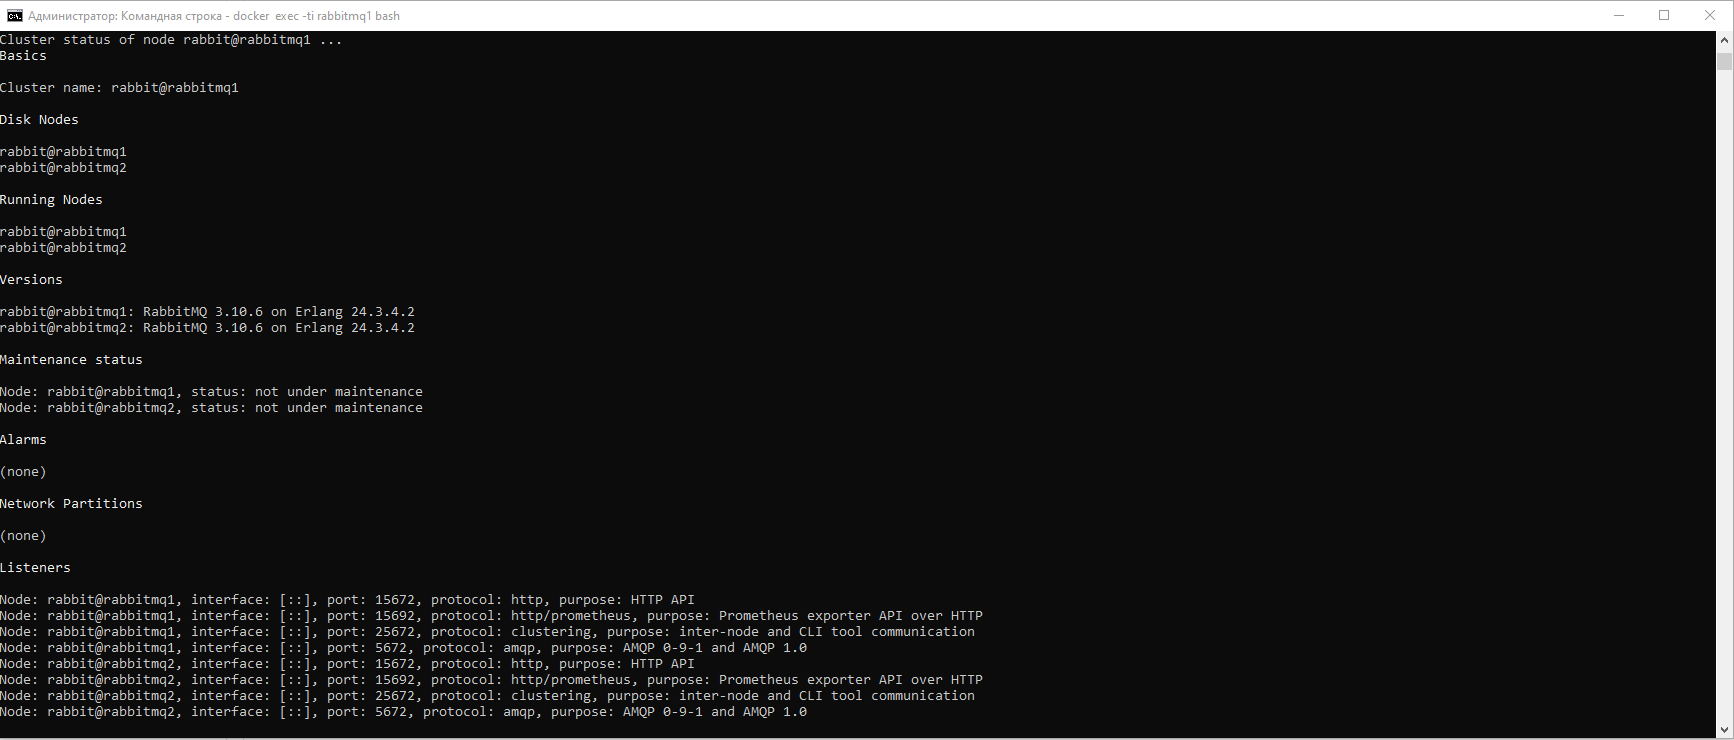 Администратор: Командная строка - docker  exec -ti rabbitmq1 bash
Cluster status of node rabbit@rabbitmq1 ...
Basics
Cluster name: rabbit@rabbitmq1
Disk Nodes
rabbit@rabbitmq1
rabbit@rabbitmq2
Running Nodes
rabbit@rabbitmq1
rabbit@rabbitmq2
Versions
rabbit@rabbitmq1: RabbitMQ 3.10.6 on Erlang 24.3.4.2
rabbit@rabbitmq2: RabbitMQ 3.10.6 on Erlang 24.3.4.2
Maintenance status
Node: rabbit@rabbitmq1, status: not under maintenance
Node: rabbit@rabbitmq2, status: not under maintenance
Alarms
(none)
Network Partitions
(none)
Listeners
Node: rabbit@rabbitmq1, interface: [::], port: 15672, protocol: http, purpose: HTTP API
Node: rabbit@rabbitmq1, interface: [::], port: 15692, protocol: http/prometheus, purpose: Prometheus exporter API over HTTP
Node: rabbit@rabbitmq1, interface: [::], port: 25672, protocol: clustering, purpose: inter-node and CLI tool communication
Node: rabbit@rabbitmq1, interface: [::], port: 5672, protocol: amqp, purpose: AMQP 0-9-1 and AMQP 1.0
Node: rabbit@rabbitmq2, interface: [::], port: 15672, protocol: http, purpose: HTTP API
Node: rabbit@rabbitmq2, interface: [::], port: 15692, protocol: http/prometheus, purpose: Prometheus exporter API over HTTP
Node: rabbit@rabbitmq2, interface: [::], port: 25672, protocol: clustering, purpose: inter-node and CLI tool communication
Node: rabbit@rabbitmq2, interface: [::], port: 5672, protocol: amqp, purpose: AMQP 0-9-1 and AMQP 1.0